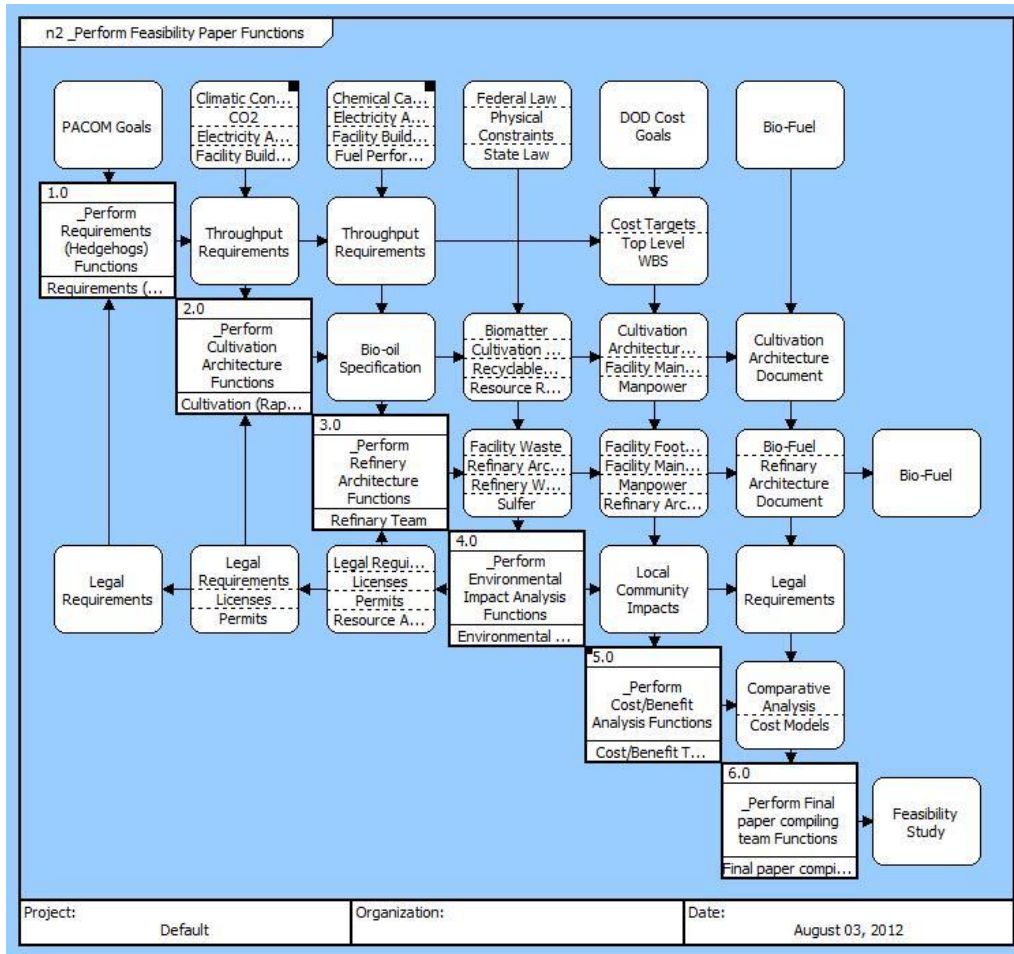 n2 _Perform Feasibility Paper Functions
PACOM Goals
Climatic Con...
CO2
Electricity A...
Facility Build...
Chemical Ca...
Electricity A...
Facility Build...
Fuel Perfor...
Federal Law
Physical
Constraints
State Law
DOD Cost
Goals
Bio-Fuel
1.0
_Perform
Requirements
(Hedgehogs)
Functions
Requirements (...
Throughput
Requirements
Throughput
Requirements
Cost Targets
Top Level
WBS
2.0
_Perform
Cultivation
Architecture
Functions
Cultivation (Rap...
Bio-oil
Specification
Biomatter
Cultivation ...
Recyclable...
Resource R...
Cultivation
Architectur...
Facility Main...
Manpower
Cultivation
Architecture
Document
3.0
_Perform
Refinery
Architecture
Functions
Refinary Team
Facility Waste
Refinary Arc...
Refinery W...
Sulfer
Facility Foot...
Facility Main...
Manpower
Refinary Arc...
Bio-Fuel
Refinary
Architecture
Document
Bio-Fuel
Legal
Requirements
Legal
Requirements
Licenses
Permits
Legal Requi...
Licenses
Permits
Resource A...
4.0
_Perform
Environmental
Impact Analysis
Functions
Environmental ...
Local
Community
Impacts
Legal
Requirements
5.0
_Perform
Cost/Benefit
Analysis Functions
Cost/Benefit T...
Comparative
Analysis
Cost Models
6.0
_Perform Final
paper compiling
team Functions
Final paper compi...
Feasibility
Study
Project:
Default
Organization:
Date:
August 03, 2012